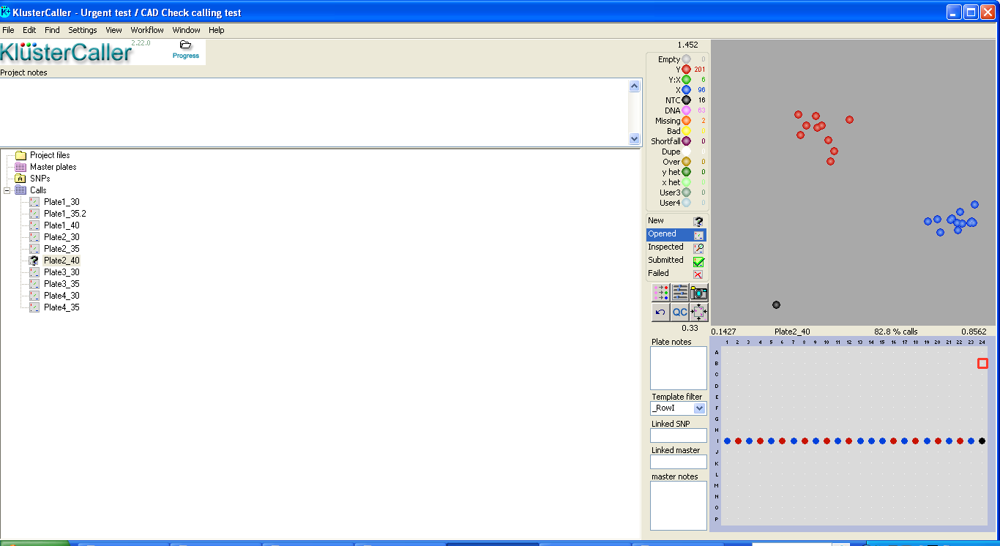 KlusterCaller - Urgent test / CAD Check calling test
File Edit Find Settings View Workflow Window Help
KlusterCaller 2.22.0 Progress
Project notes
Project files
Master plates
A SNPs
Calls
Plate1_30
Plate1_35.2
Plate1_40
Plate2_30
Plate2_35
? Plate2_40
Plate3_30
Plate3_35
Plate4_30
Plate4_35
1.452
Empty 0
Y 201
Y:X 6
X 96
NTC 16
DNA 63
Missing 2
Bad 0
Shortfall 0
Dupe 0
Over 0
y het 0
x het 0
User3 0
User4 0
New ?
Opened
Inspected
Submitted
Failed
QC
0.33
0.1427 Plate2_40 82.8 % calls 0.8562
Plate notes
Template filter
_RowI
Linked SNP
Linked master
master notes
1 2 3 4 5 6 7 8 9 10 11 12 13 14 15 16 17 18 19 20 21 22 23 24
A
B
C
D
E
F
G
H
I
J
K
L
M
N
O
P